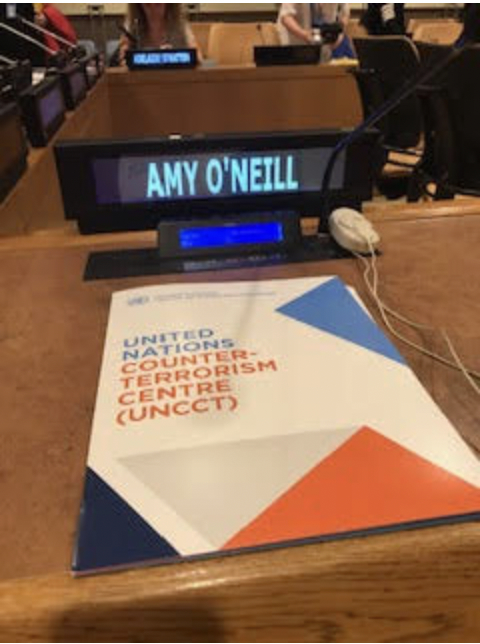 AMY O'NEILL
UNITED
NATIONS
COUNTER-
TERRORISM
CENTRE
(UNCCT)